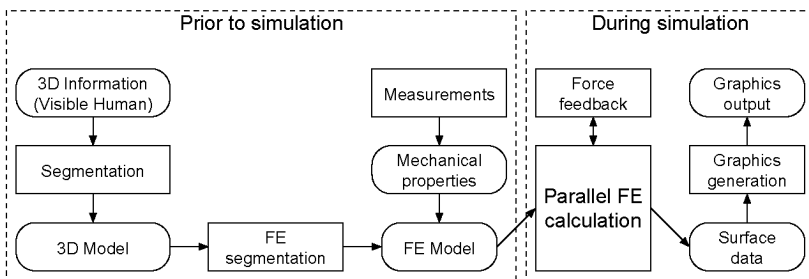 Prior to simulation
3D Information
(Visible Human)
Segmentation
3D Model
FE
segmentation
Measurements
Mechanical
properties
FE Model
During simulation
Force
feedback
Parallel FE
calculation
Graphics
output
Graphics
generation
Surface
data